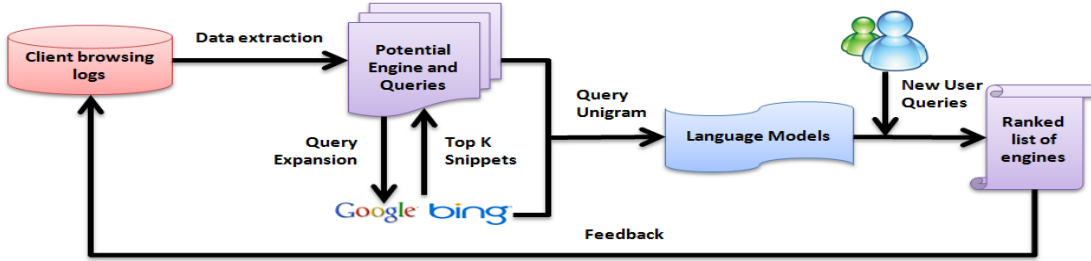 Client browsing
logs
Data extraction
Potential
Engine and
Queries
Query
Expansion
Top K
Snippets
Google
bing
Query
Unigram
Language Models
New User
Queries
Ranked
list of
engines
Feedback